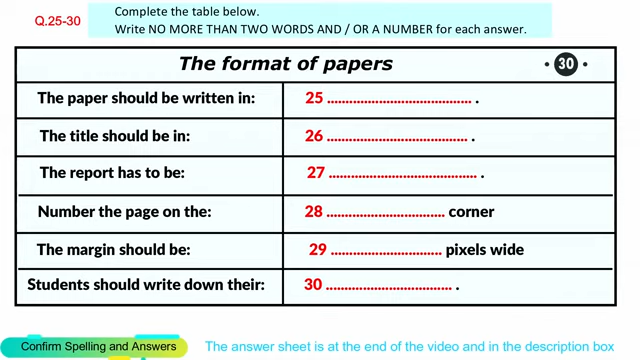 Q.25-30
Complete the table below.
Write NO MORE THAN TWO WORDS AND / OR A NUMBER for each answer.
The format of papers
30
The paper should be written in: 25 ........................................ .
The title should be in: 26 ....................................... .
The report has to be: 27 ......................................... .
Number the page on the: 28 ................................ corner
The margin should be: 29 .............................. pixels wide
Students should write down their: 30 ................................... .
Confirm Spelling and Answers
The answer sheet is at the end of the video and in the description box